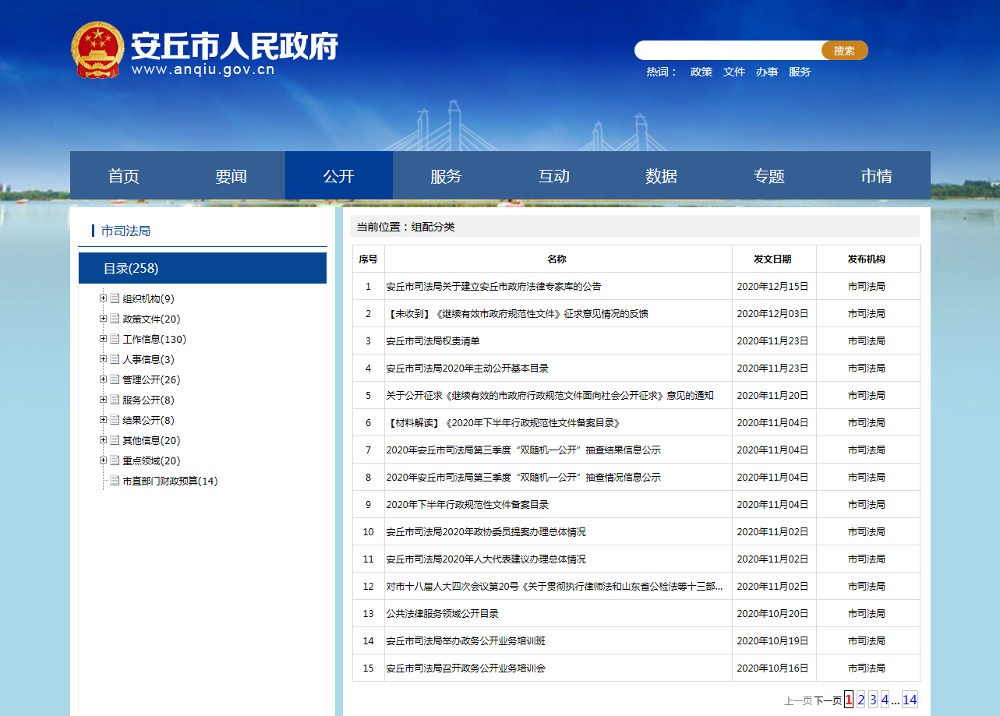 安丘市人民政府
www.anqiu.gov.cn
搜索
热词： 政策 文件 办事 服务
首页 要闻 公开 服务 互动 数据 专题 市情
市司法局
目录(258)
组织机构(9)
政策文件(20)
工作信息(130)
人事信息(3)
管理公开(26)
服务公开(8)
结果公开(8)
其他信息(20)
重点领域(20)
市直部门财政预算(14)
当前位置：组配分类
序号 名称 发文日期 发布机构
1 安丘市司法局关于建立安丘市政府法律专家库的公告 2020年12月15日 市司法局
2 【未收到】《继续有效市政府规范性文件》征求意见情况的反馈 2020年12月03日 市司法局
3 安丘市司法局权责清单 2020年11月23日 市司法局
4 安丘市司法局2020年主动公开基本目录 2020年11月23日 市司法局
5 关于公开征求《继续有效的市政府行政规范文件面向社会公开征求》意见的通知 2020年11月20日 市司法局
6 【材料解读】《2020年下半年行政规范性文件备案目录》 2020年11月04日 市司法局
7 2020年安丘市司法局第三季度“双随机一公开”抽查结果信息公示 2020年11月04日 市司法局
8 2020年安丘市司法局第三季度“双随机一公开”抽查情况信息公示 2020年11月04日 市司法局
9 2020年下半年行政规范性文件备案目录 2020年11月04日 市司法局
10 安丘市司法局2020年政协委员提案办理总体情况 2020年11月02日 市司法局
11 安丘市司法局2020年人大代表建议办理总体情况 2020年11月02日 市司法局
12 对市十八届人大四次会议第20号《关于贯彻执行律师法和山东省公检法等十三部... 2020年11月02日 市司法局
13 公共法律服务领域公开目录 2020年10月20日 市司法局
14 安丘市司法局举办政务公开业务培训班 2020年10月19日 市司法局
15 安丘市司法局召开政务公开业务培训会 2020年10月16日 市司法局
上一页 下一页 1 2 3 4 ... 14